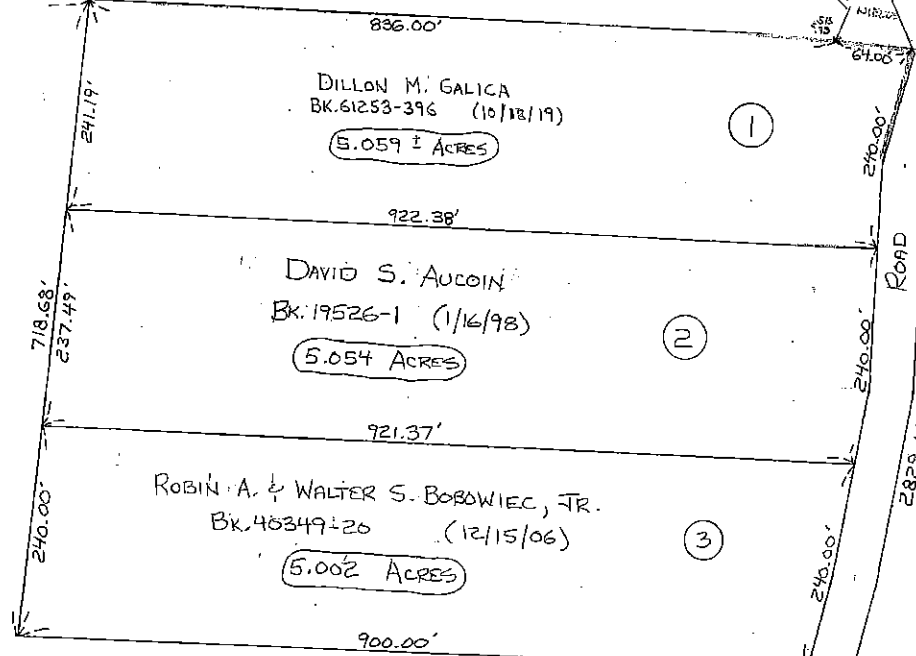 836.00'
NIELD
64.00'
DILLON M. GALICA
BK.61253-396 (10/18/19)
5.059 ± ACRES
1
241.19'
240.00'
922.38'
ROAD
DAVID S. AUCOIN
BK.19526-1 (1/16/98)
5.054 ACRES
2
718.68'
237.49'
240.00'
921.37'
ROBIN A. & WALTER S. BOBOWIEC, JR.
BK.40349-20 (12/15/06)
5.002 ACRES
3
240.00'
240.00'
900.00'